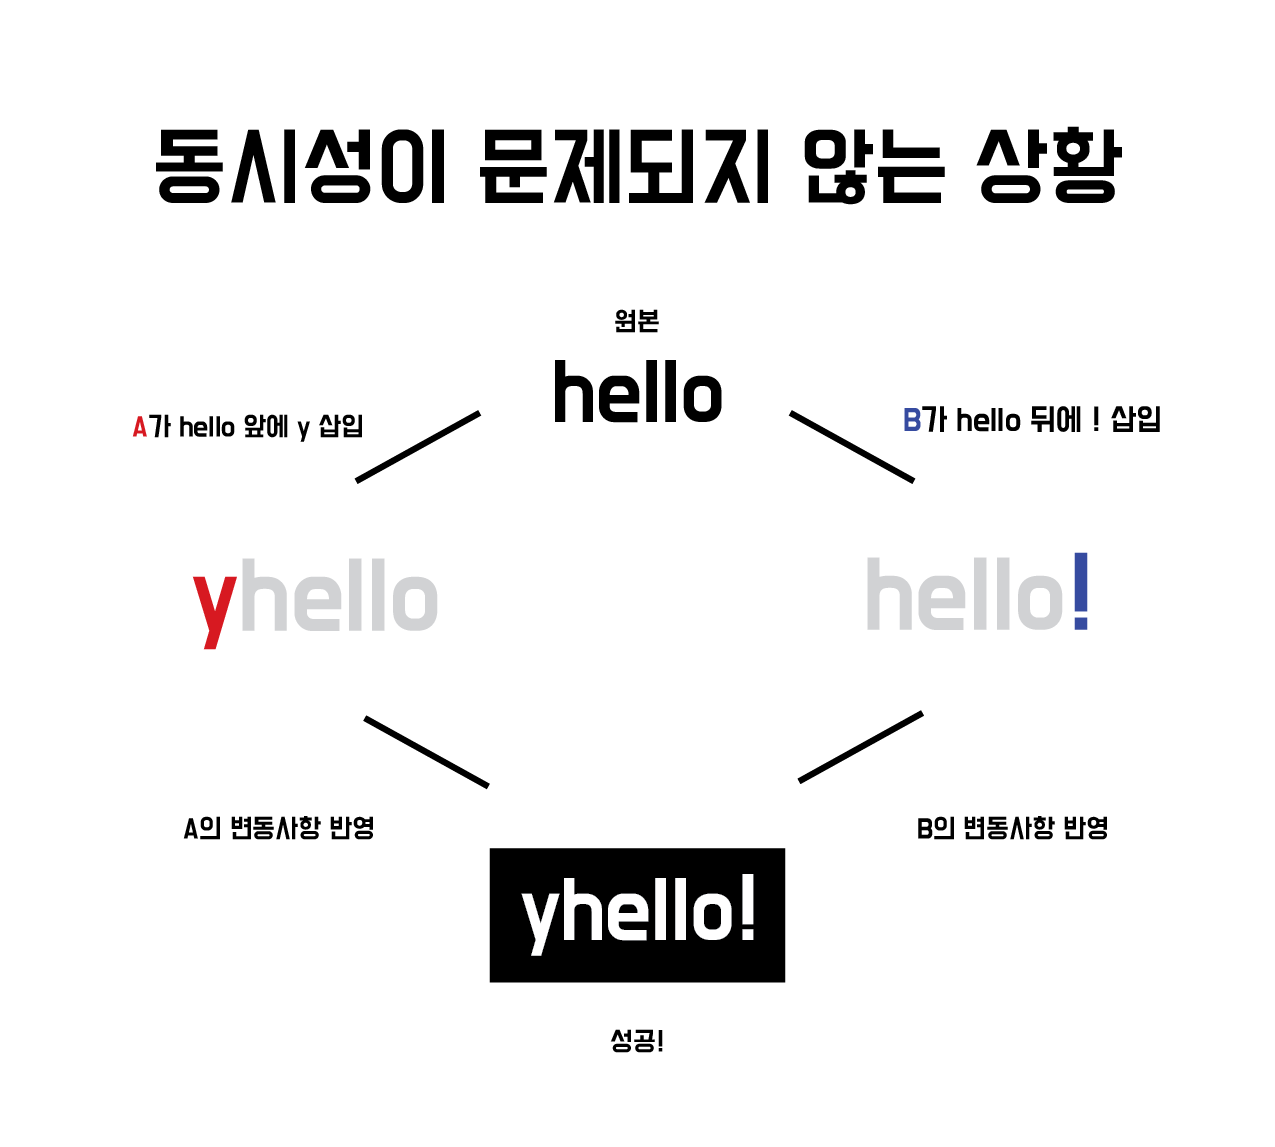 동시성이 문제되지 않는 상황
원본
hello
A가 hello 앞에 y 삽입
B가 hello 뒤에 ! 삽입
yhello
hello!
A의 변동사항 반영
B의 변동사항 반영
yhello!
성공!